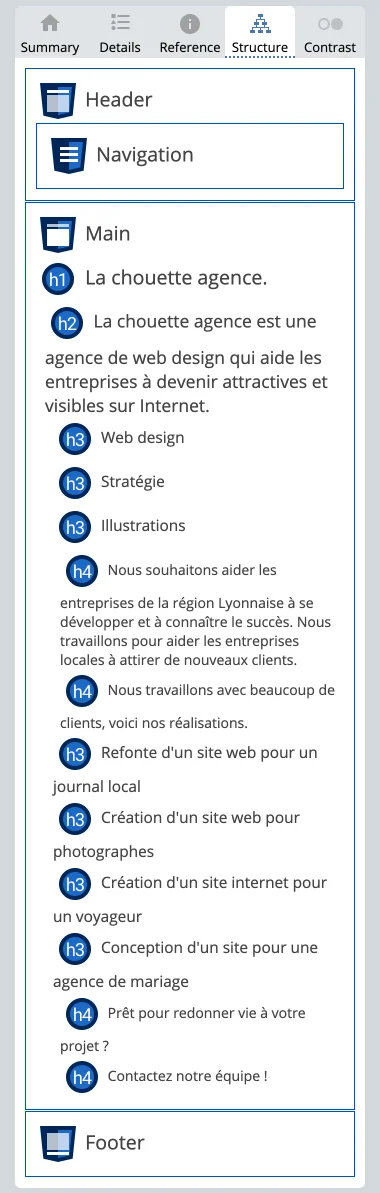 Summary Details Reference Structure Contrast
Header
Navigation
Main
h1 La chouette agence.
h2 La chouette agence est une
agence de web design qui aide les
entreprises à devenir attractives et
visibles sur Internet.
h3 Web design
h3 Stratégie
h3 Illustrations
h4 Nous souhaitons aider les
entreprises de la région Lyonnaise à se
développer et à connaître le succès. Nous
travaillons pour aider les entreprises
locales à attirer de nouveaux clients.
h4 Nous travaillons avec beaucoup de
clients, voici nos réalisations.
h3 Refonte d'un site web pour un
journal local
h3 Création d'un site web pour
photographes
h3 Création d'un site internet pour
un voyageur
h3 Conception d'un site pour une
agence de mariage
h4 Prêt pour redonner vie à votre
projet ?
h4 Contactez notre équipe !
Footer